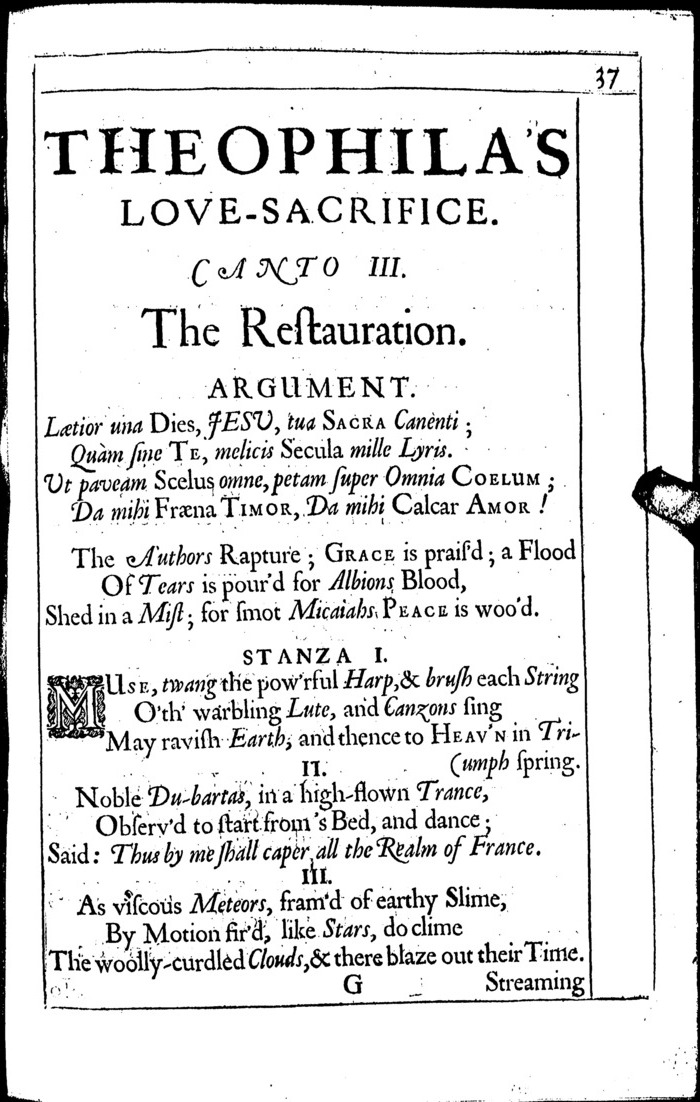 37
THEOPHILA'S
LOVE-SACRIFICE.
CANTO III.
The Reſtauration.
ARGUMENT.
Lætior una Dies, JESU, tua SACRA Canenti ;
Quàm ſine TE, melicis Secula mille Lyris.
Ut paveam Scelus omne, petam ſuper Omnia COELUM ;
Da mihi Fræna TIMOR, Da mihi Calcar AMOR !
The Authors Rapture ; GRACE is praiſ'd ; a Flood
Of Tears is pour'd for Albions Blood,
Shed in a Miſt ; for ſmot Micaiahs PEACE is woo'd.
STANZA I.
MUSE, twang the pow'rful Harp, & bruſh each String
O'th' warbling Lute, and Canzons ſing
May raviſh Earth; and thence to HEAV'N in Tri-
(umph ſpring.
II.
Noble Du-bartas, in a high-flown Trance,
Obſerv'd to ſtart from 's Bed, and dance ;
Said : Thus by me ſhall caper all the Realm of France.
III.
As viſcous Meteors, fram'd of earthy Slime,
By Motion fir'd, like Stars, do clime
The woolly-curdled Clouds, & there blaze out their Time.
G Streaming